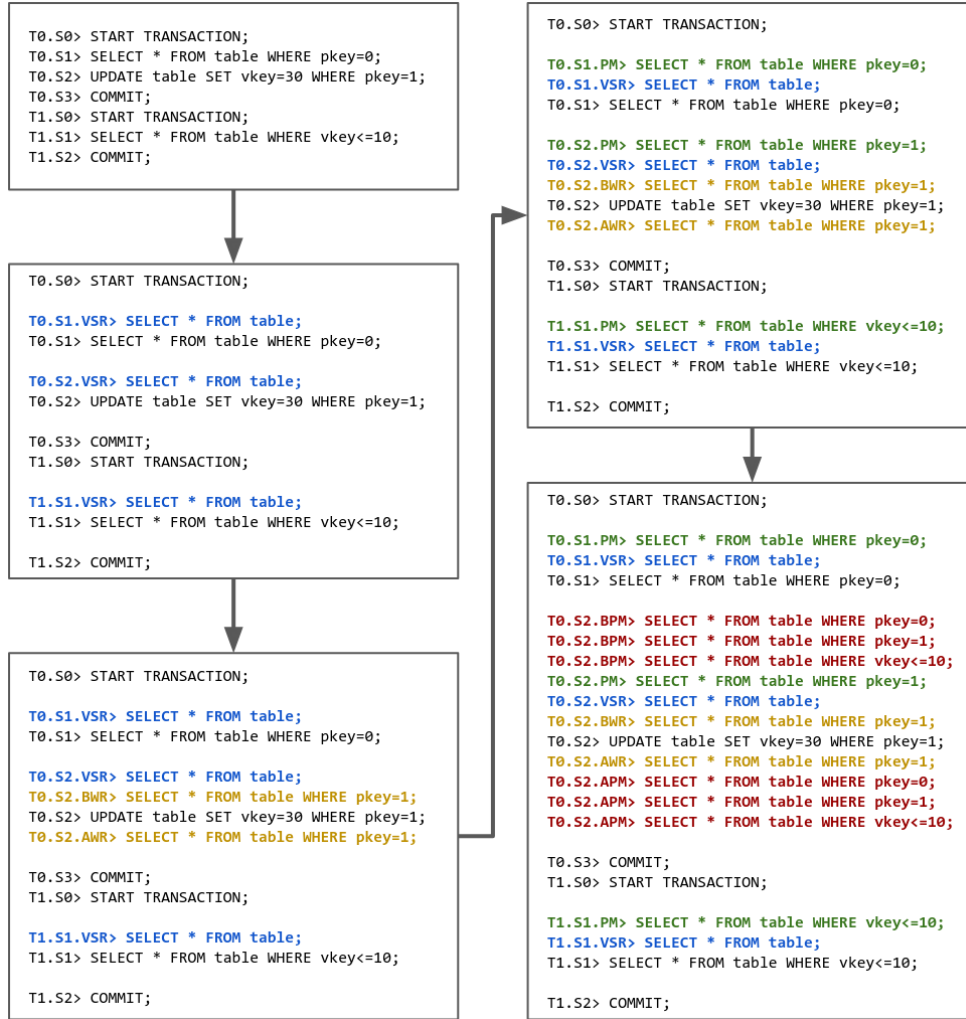 T0.S0> START TRANSACTION;
T0.S1> SELECT * FROM table WHERE pkey=0;
T0.S2> UPDATE table SET vkey=30 WHERE pkey=1;
T0.S3> COMMIT;
T1.S0> START TRANSACTION;
T1.S1> SELECT * FROM table WHERE vkey<=10;
T1.S2> COMMIT;
T0.S0> START TRANSACTION;
T0.S1.VSR> SELECT * FROM table;
T0.S1> SELECT * FROM table WHERE pkey=0;
T0.S2.VSR> SELECT * FROM table;
T0.S2> UPDATE table SET vkey=30 WHERE pkey=1;
T0.S3> COMMIT;
T1.S0> START TRANSACTION;
T1.S1.VSR> SELECT * FROM table;
T1.S1> SELECT * FROM table WHERE vkey<=10;
T1.S2> COMMIT;
T0.S0> START TRANSACTION;
T0.S1.VSR> SELECT * FROM table;
T0.S1> SELECT * FROM table WHERE pkey=0;
T0.S2.VSR> SELECT * FROM table;
T0.S2.BWR> SELECT * FROM table WHERE pkey=1;
T0.S2> UPDATE table SET vkey=30 WHERE pkey=1;
T0.S2.AWR> SELECT * FROM table WHERE pkey=1;
T0.S3> COMMIT;
T1.S0> START TRANSACTION;
T1.S1.VSR> SELECT * FROM table;
T1.S1> SELECT * FROM table WHERE vkey<=10;
T1.S2> COMMIT;
T0.S0> START TRANSACTION;
T0.S1.PM> SELECT * FROM table WHERE pkey=0;
T0.S1.VSR> SELECT * FROM table;
T0.S1> SELECT * FROM table WHERE pkey=0;
T0.S2.PM> SELECT * FROM table WHERE pkey=1;
T0.S2.VSR> SELECT * FROM table;
T0.S2.BWR> SELECT * FROM table WHERE pkey=1;
T0.S2> UPDATE table SET vkey=30 WHERE pkey=1;
T0.S2.AWR> SELECT * FROM table WHERE pkey=1;
T0.S3> COMMIT;
T1.S0> START TRANSACTION;
T1.S1.PM> SELECT * FROM table WHERE vkey<=10;
T1.S1.VSR> SELECT * FROM table;
T1.S1> SELECT * FROM table WHERE vkey<=10;
T1.S2> COMMIT;
T0.S0> START TRANSACTION;
T0.S1.PM> SELECT * FROM table WHERE pkey=0;
T0.S1.VSR> SELECT * FROM table;
T0.S1> SELECT * FROM table WHERE pkey=0;
T0.S2.BPM> SELECT * FROM table WHERE pkey=0;
T0.S2.BPM> SELECT * FROM table WHERE pkey=1;
T0.S2.BPM> SELECT * FROM table WHERE vkey<=10;
T0.S2.PM> SELECT * FROM table WHERE pkey=1;
T0.S2.VSR> SELECT * FROM table;
T0.S2.BWR> SELECT * FROM table WHERE pkey=1;
T0.S2> UPDATE table SET vkey=30 WHERE pkey=1;
T0.S2.AWR> SELECT * FROM table WHERE pkey=1;
T0.S2.APM> SELECT * FROM table WHERE pkey=0;
T0.S2.APM> SELECT * FROM table WHERE pkey=1;
T0.S2.APM> SELECT * FROM table WHERE vkey<=10;
T0.S3> COMMIT;
T1.S0> START TRANSACTION;
T1.S1.PM> SELECT * FROM table WHERE vkey<=10;
T1.S1.VSR> SELECT * FROM table;
T1.S1> SELECT * FROM table WHERE vkey<=10;
T1.S2> COMMIT;